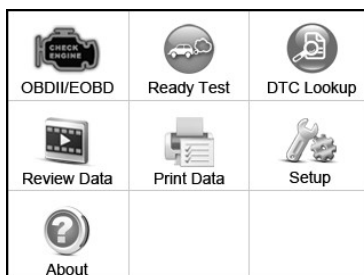 CHECK
ENGINE
OBDII/EOBD
Ready Test
DTC Lookup
Review Data
Print Data
Setup
About